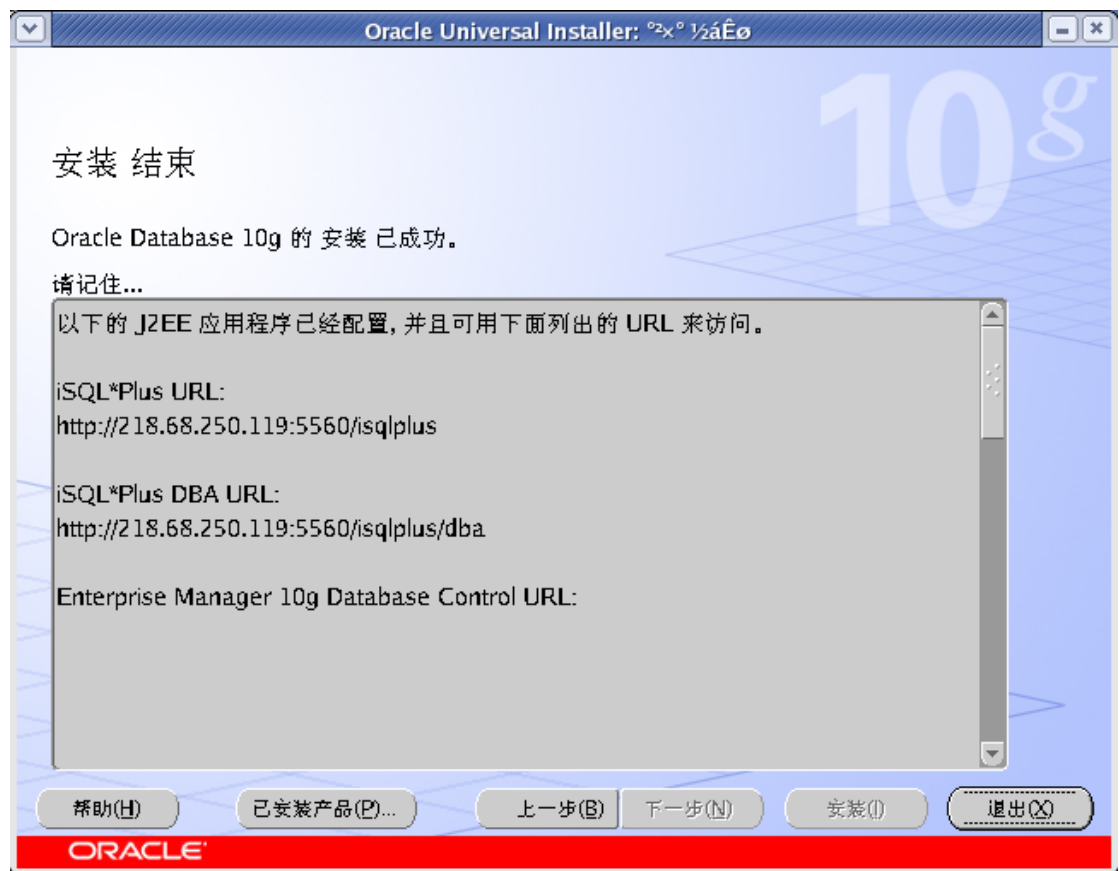 Oracle Universal Installer: °²×° ½áÊø
10g
安装 结束
Oracle Database 10g 的 安装 已成功。
请记住...
以下的 J2EE 应用程序已经配置, 并且可用下面列出的 URL 来访问。
iSQL*Plus URL:
http://218.68.250.119:5560/isqlplus
iSQL*Plus DBA URL:
http://218.68.250.119:5560/isqlplus/dba
Enterprise Manager 10g Database Control URL:
帮助(H) 已安装产品(P)... 上一步(B) 下一步(N) 安装(I) 退出(X)
ORACLE